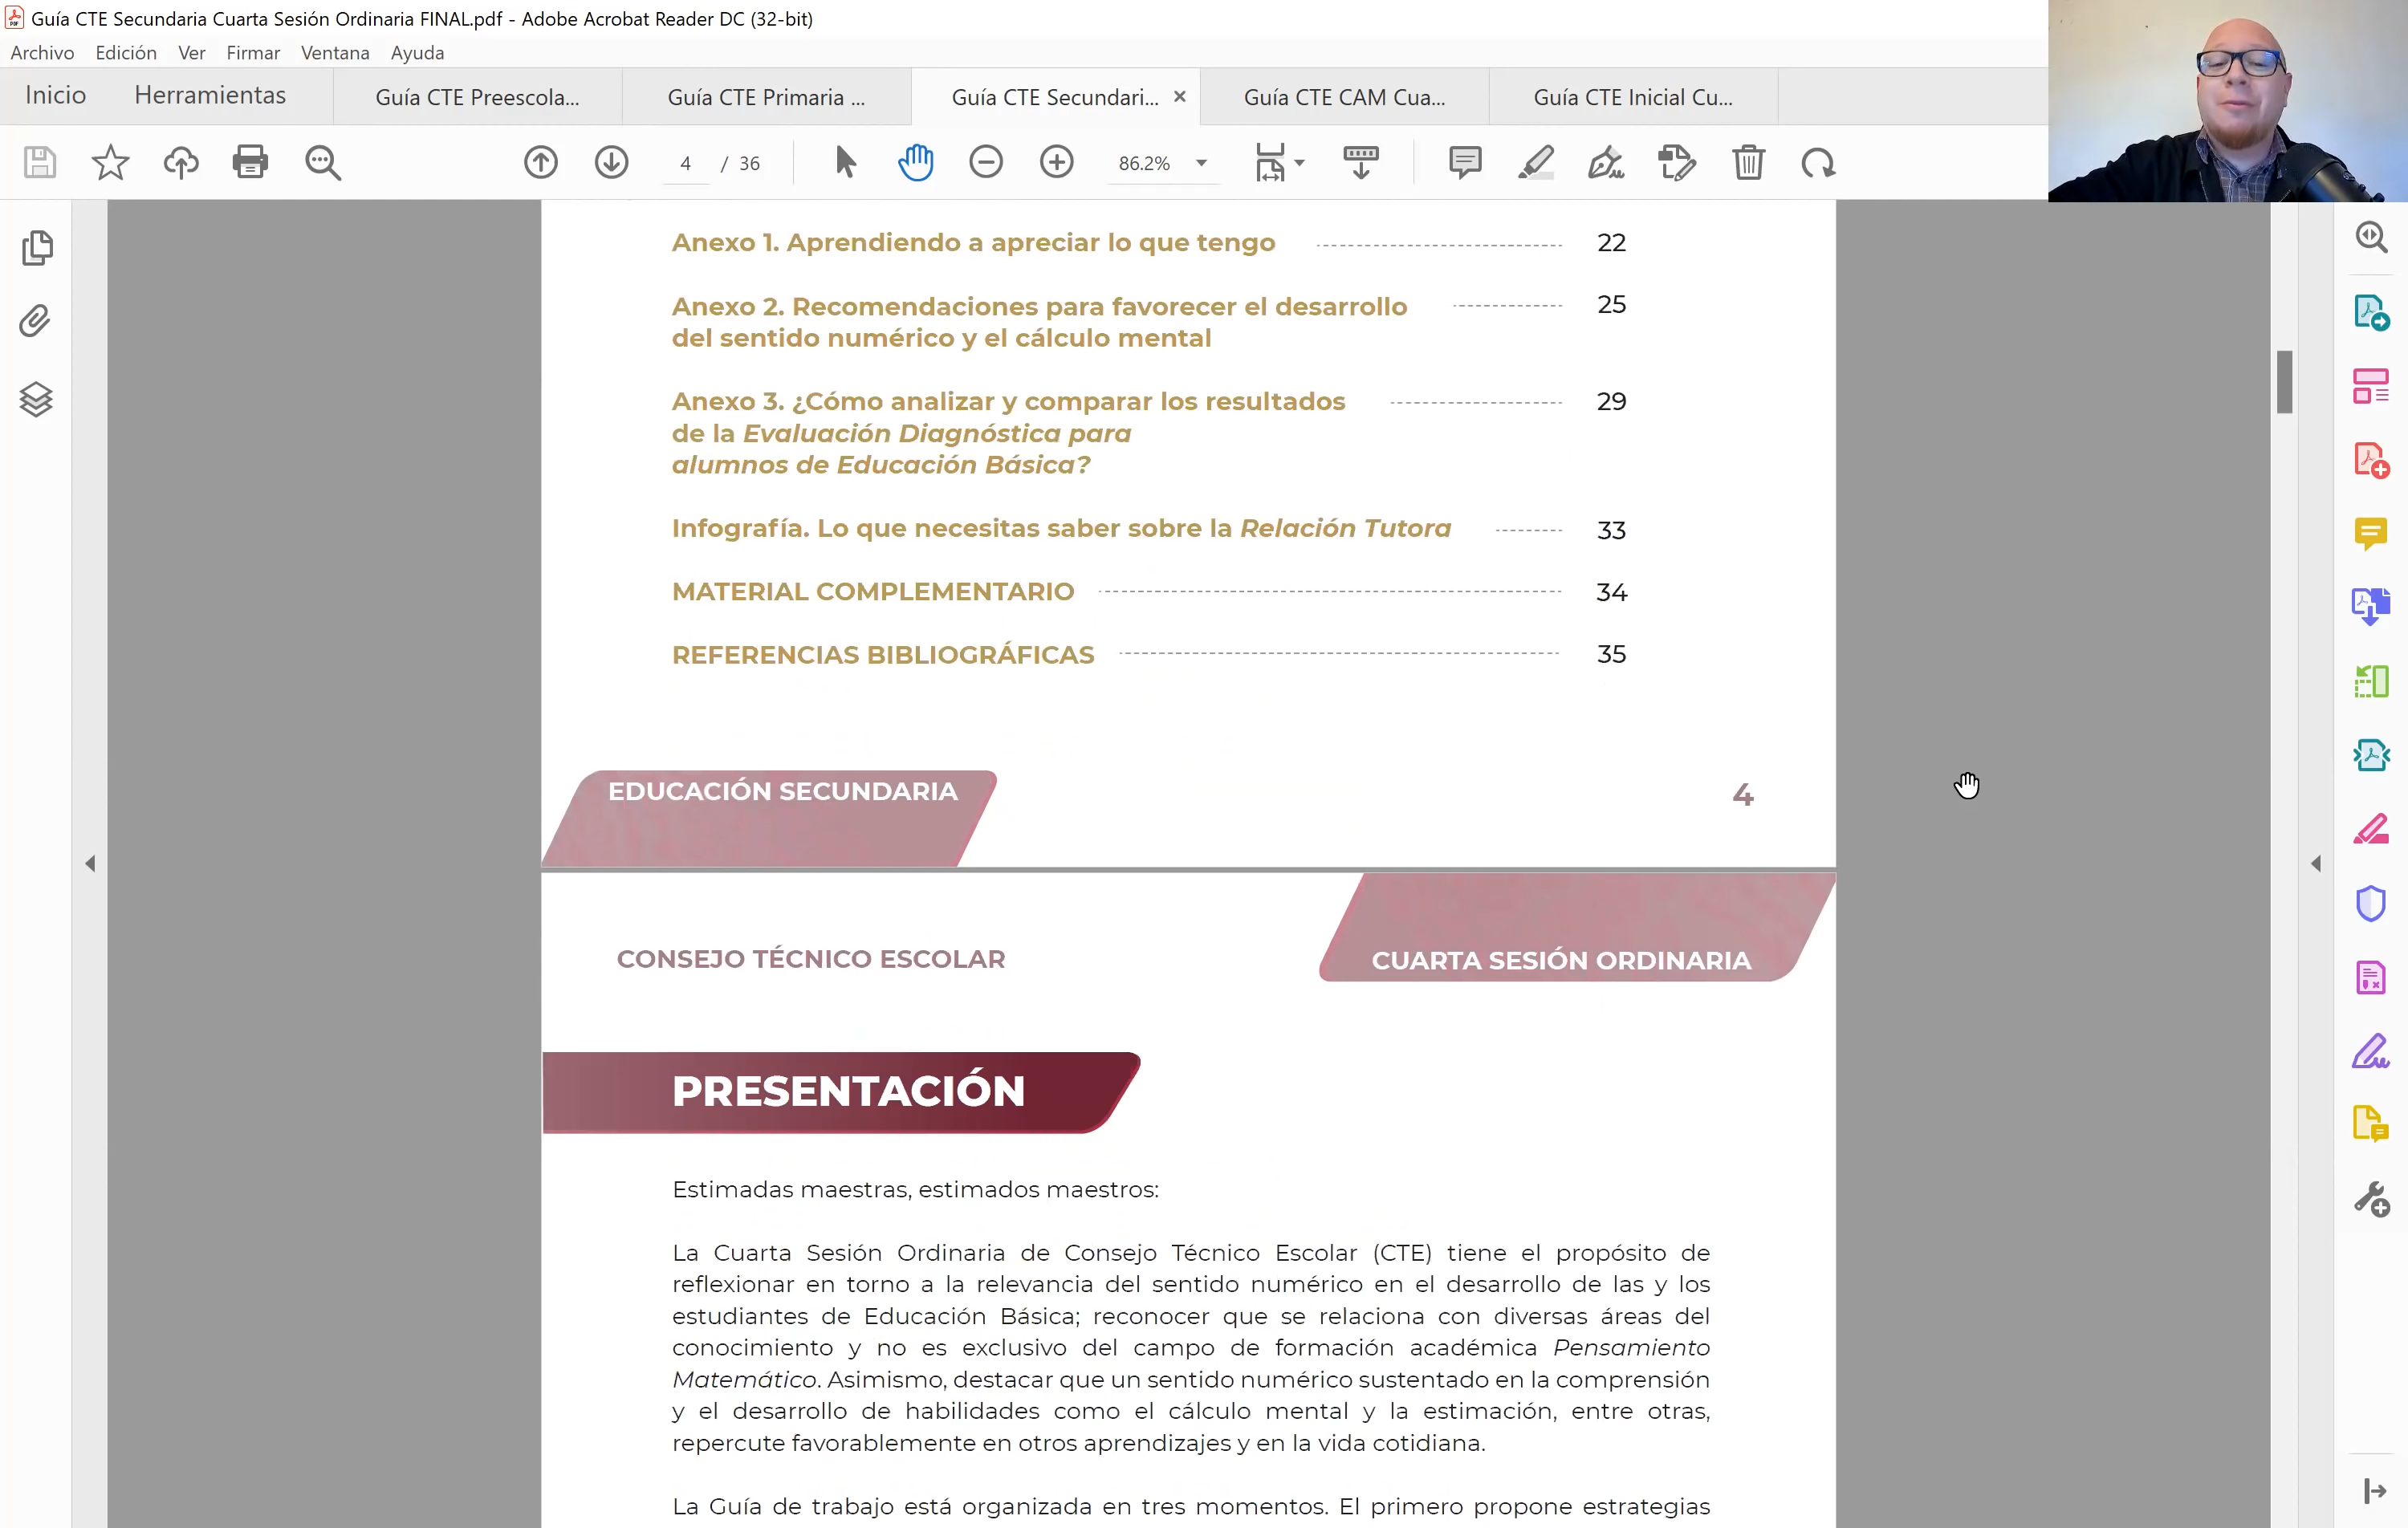 Guía CTE Secundaria Cuarta Sesión Ordinaria FINAL.pdf - Adobe Acrobat Reader DC (32-bit)
Archivo Edición Ver Firmar Ventana Ayuda
Inicio Herramientas Guía CTE Preescola... Guía CTE Primaria ... Guía CTE Secundari... Guía CTE CAM Cua... Guía CTE Inicial Cu...
4 / 36 86.2%
Anexo 1. Aprendiendo a apreciar lo que tengo 22
Anexo 2. Recomendaciones para favorecer el desarrollo 25
del sentido numérico y el cálculo mental
Anexo 3. ¿Cómo analizar y comparar los resultados 29
de la Evaluación Diagnóstica para
alumnos de Educación Básica?
Infografía. Lo que necesitas saber sobre la Relación Tutora 33
MATERIAL COMPLEMENTARIO 34
REFERENCIAS BIBLIOGRÁFICAS 35
EDUCACIÓN SECUNDARIA 4
CONSEJO TÉCNICO ESCOLAR CUARTA SESIÓN ORDINARIA
PRESENTACIÓN
Estimadas maestras, estimados maestros:
La Cuarta Sesión Ordinaria de Consejo Técnico Escolar (CTE) tiene el propósito de
reflexionar en torno a la relevancia del sentido numérico en el desarrollo de las y los
estudiantes de Educación Básica; reconocer que se relaciona con diversas áreas del
conocimiento y no es exclusivo del campo de formación académica Pensamiento
Matemático. Asimismo, destacar que un sentido numérico sustentado en la comprensión
y el desarrollo de habilidades como el cálculo mental y la estimación, entre otras,
repercute favorablemente en otros aprendizajes y en la vida cotidiana.
La Guía de trabajo está organizada en tres momentos. El primero propone estrategias